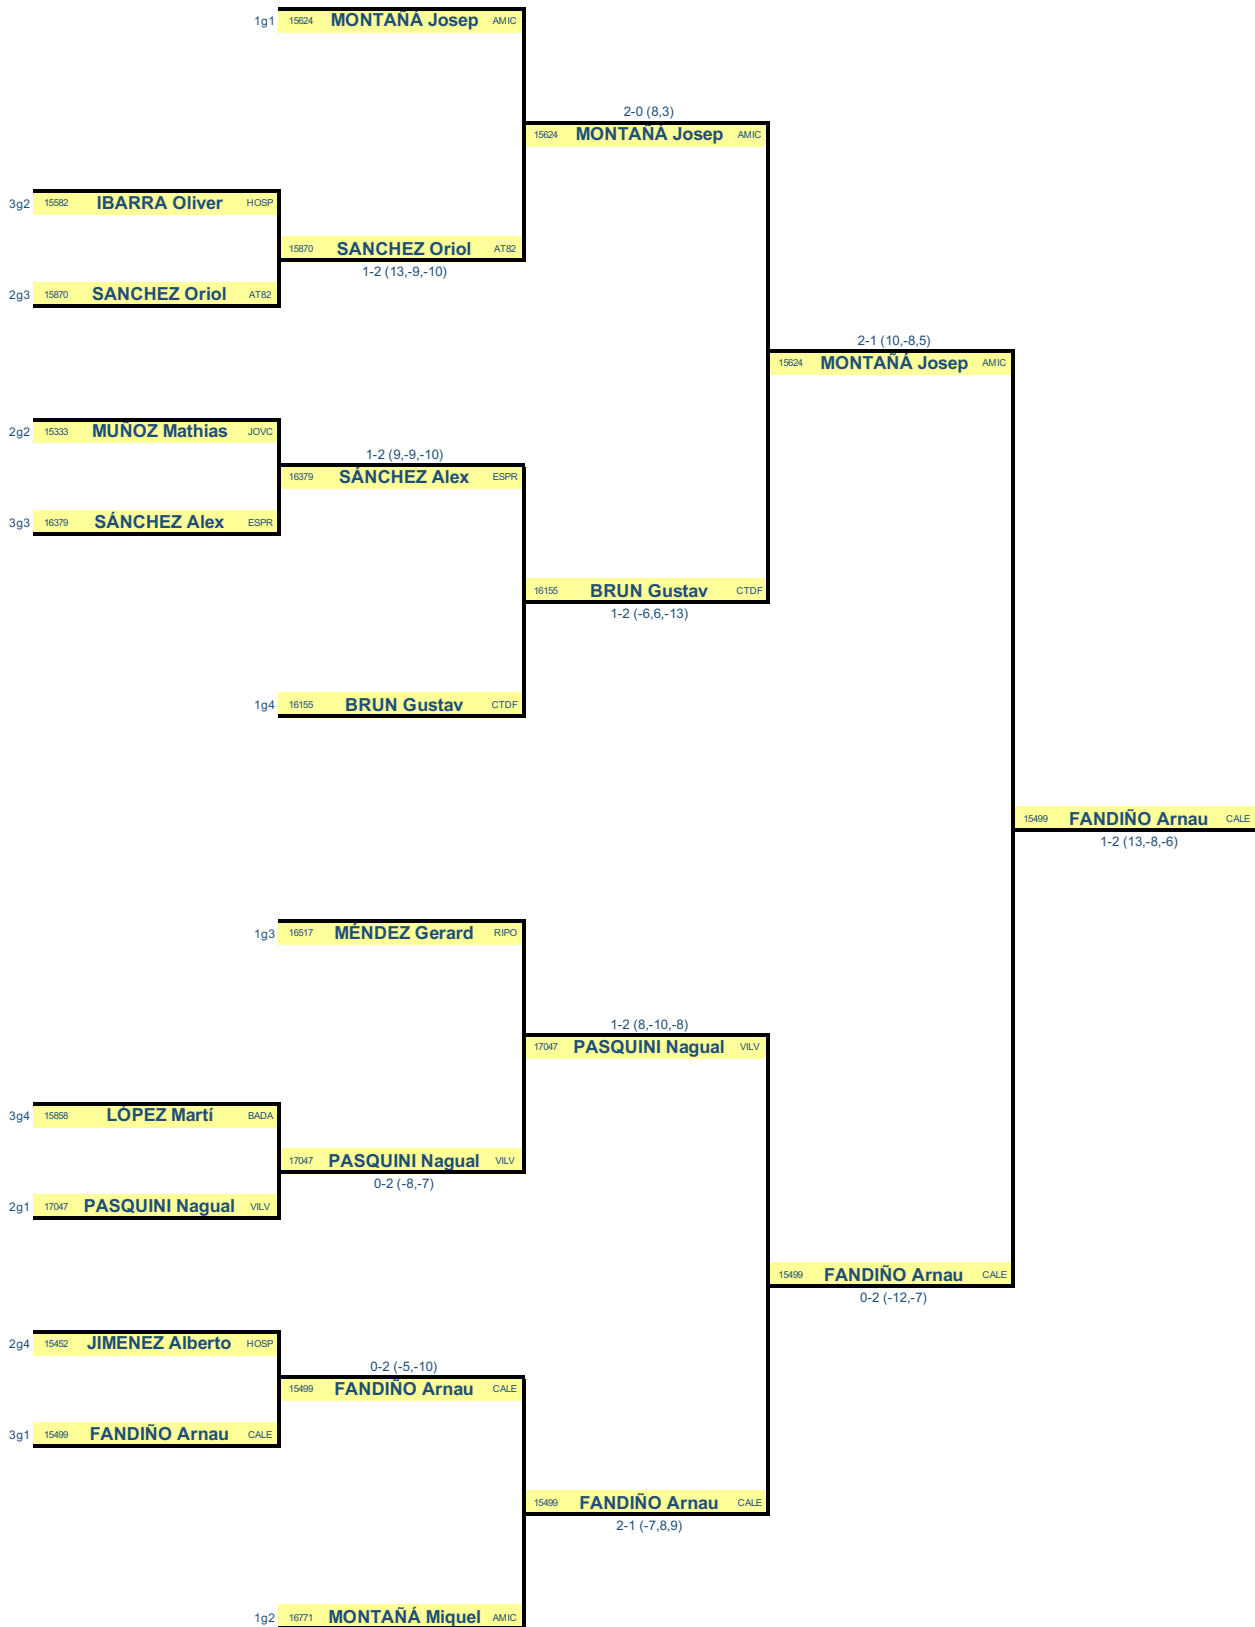 1g1 15624 MONTAÑÁ Josep AMIC
2-0 (8,3)
15624 MONTAÑÁ Josep AMIC
3g2 15582 IBARRA Oliver HOSP
15870 SANCHEZ Oriol AT82
1-2 (13,-9,-10)
2g3 15870 SANCHEZ Oriol AT82
2-1 (10,-8,5)
15624 MONTAÑÁ Josep AMIC
2g2 15333 MUÑOZ Mathias JOVC
1-2 (9,-9,-10)
16379 SÁNCHEZ Alex ESPR
3g3 16379 SÁNCHEZ Alex ESPR
16155 BRUN Gustav CTDF
1-2 (-6,6,-13)
1g4 16155 BRUN Gustav CTDF
15499 FANDIÑO Arnau CALE
1-2 (13,-8,-6)
1g3 16517 MÉNDEZ Gerard RIPO
1-2 (8,-10,-8)
17047 PASQUINI Nagual VILV
3g4 15858 LÓPEZ Martí BADA
17047 PASQUINI Nagual VILV
0-2 (-8,-7)
2g1 17047 PASQUINI Nagual VILV
15499 FANDIÑO Arnau CALE
0-2 (-12,-7)
2g4 15452 JIMENEZ Alberto HOSP
0-2 (-5,-10)
15499 FANDIÑO Arnau CALE
3g1 15499 FANDIÑO Arnau CALE
15499 FANDIÑO Arnau CALE
2-1 (-7,8,9)
1g2 16771 MONTAÑÁ Miquel AMIC